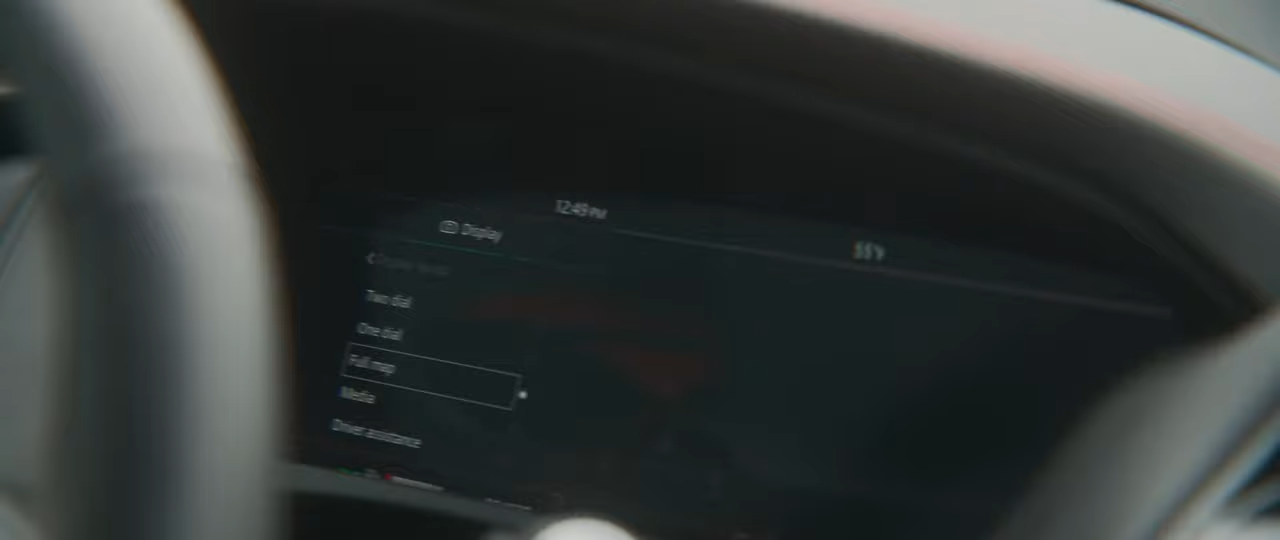 12:49 PM
Display
55°F
Two dial
One dial
Full map
Media
Driver assistance